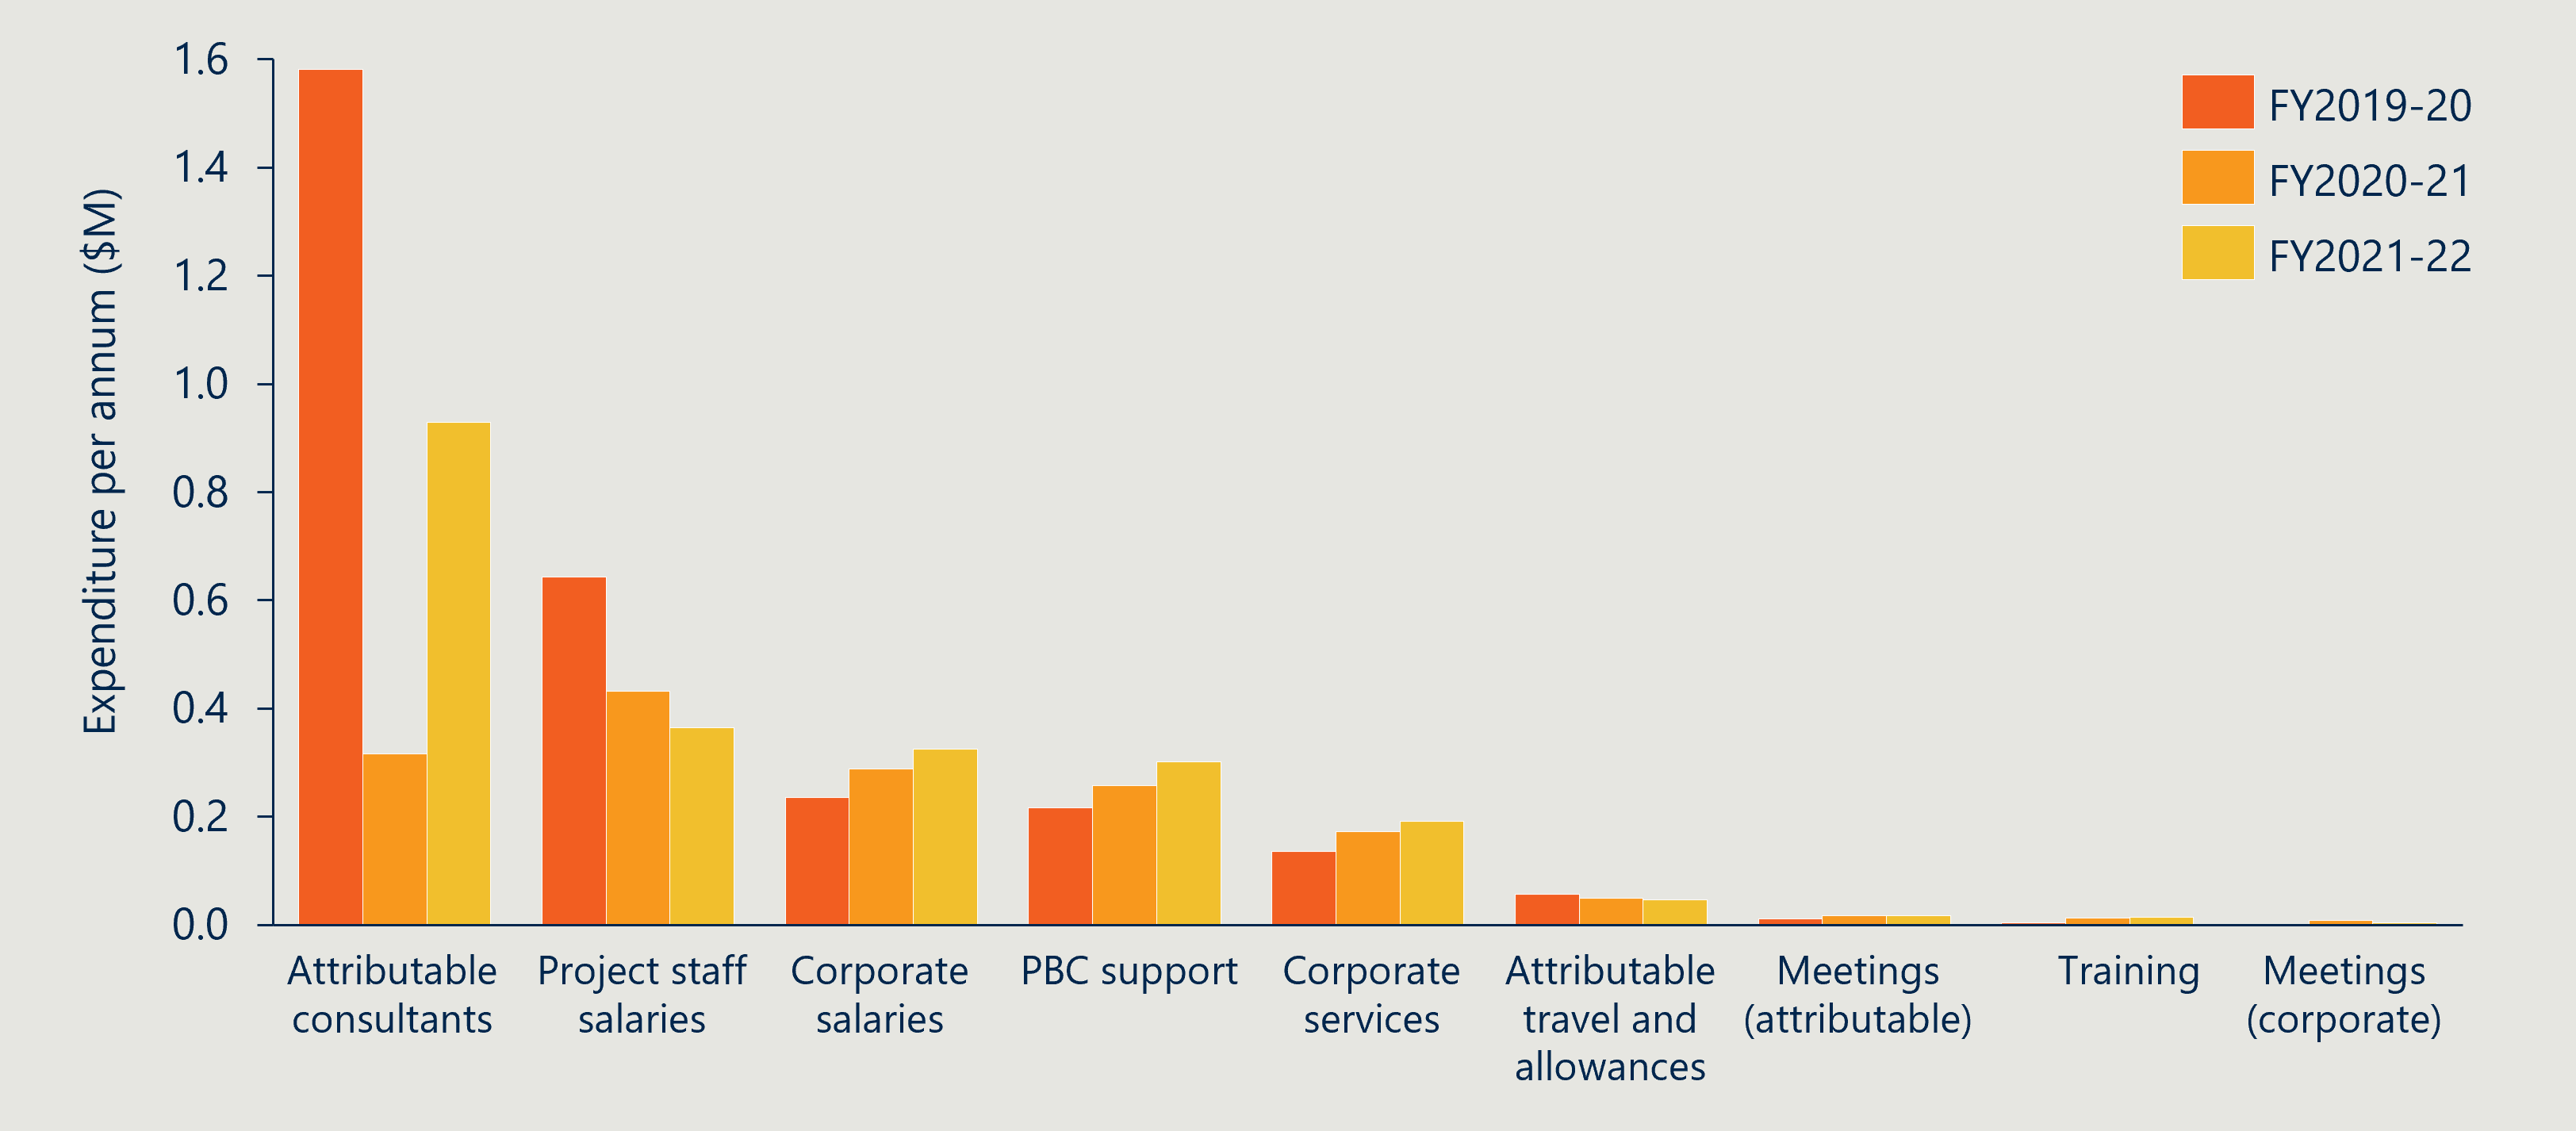 Expenditure per annum ($M)
1.6
1.4
1.2
1.0
0.8
0.6
0.4
0.2
0.0
FY2019-20
FY2020-21
FY2021-22
Attributable
consultants
Project staff
salaries
Corporate
salaries
PBC support
Corporate
services
Attributable
travel and
allowances
Meetings
(attributable)
Training
Meetings
(corporate)